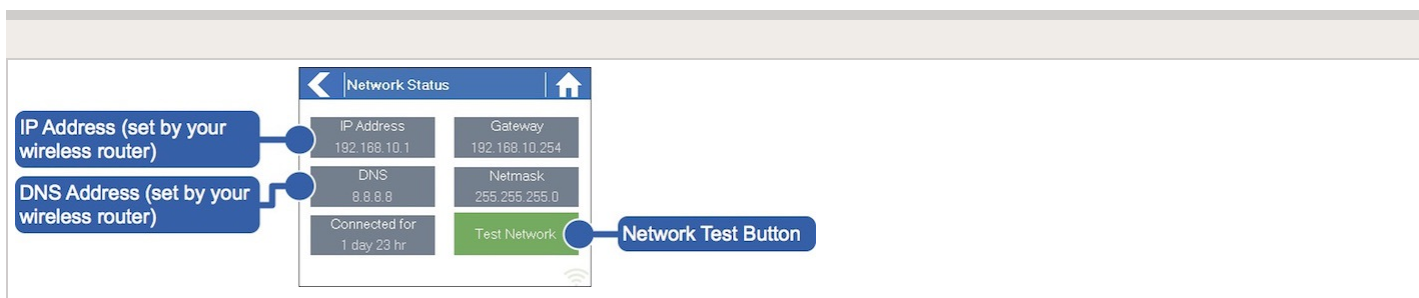 Network Status
IP Address (set by your
wireless router)
IP Address
192.168.10.1
Gateway
192.168.10.254
DNS Address (set by your
wireless router)
DNS
8.8.8.8
Netmask
255.255.255.0
Connected for
1 day 23 hr
Test Network
Network Test Button